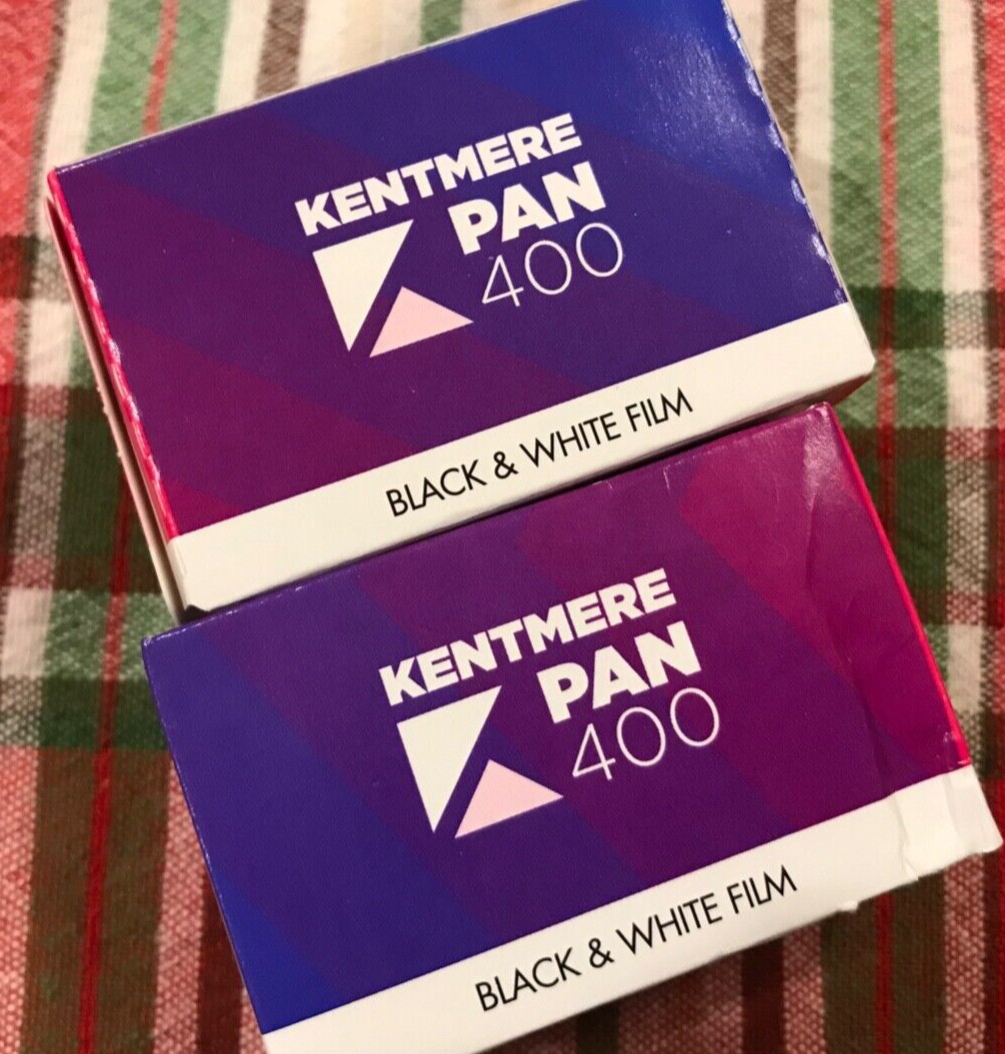 KENTMERE
PAN
400
BLACK & WHITE FILM
KENTMERE
PAN
400
BLACK & WHITE FILM